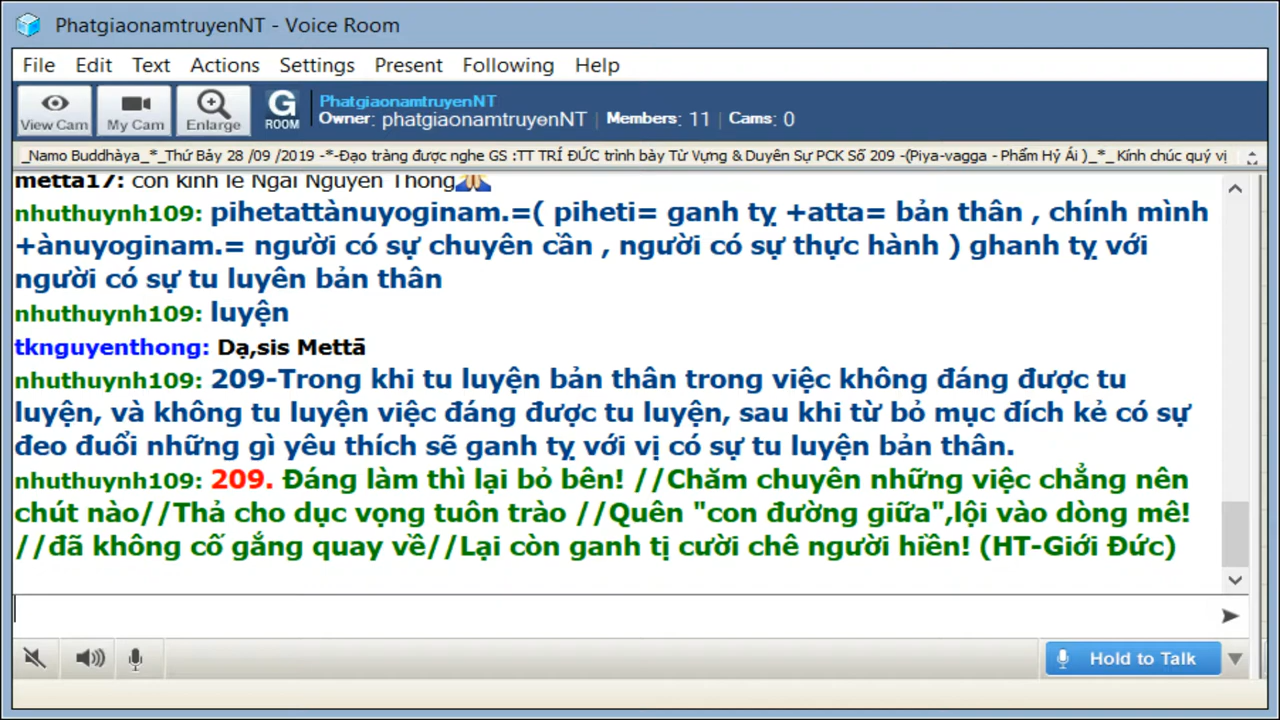 PhatgiaonamtruyenNT - Voice Room
File Edit Text Actions Settings Present Following Help
View Cam My Cam Enlarge G ROOM
PhatgiaonamtruyenNT
Owner: phatgiaonamtruyenNT | Members: 11 | Cams: 0
_Namo Buddhàya_*_Thứ Bảy 28 /09 /2019 -*-Đạo tràng được nghe GS :TT TRÍ ĐỨC trình bày Từ Vựng & Duyên Sự PCK Số 209 -(Piya-vagga - Phẩm Hỷ Ái )_*_ Kính chúc quý vị
metta17: con kính lễ Ngài Nguyên Thông🙏
nhuthuynh109: pihetattànuyoginam.=( piheti= ganh tỵ +atta= bản thân , chính mình
+ànuyoginam.= người có sự chuyên cần , người có sự thực hành ) ghanh tỵ với
người có sự tu luyên bản thân
nhuthuynh109: luyện
tknguyenthong: Dạ,sis Mettā
nhuthuynh109: 209-Trong khi tu luyện bản thân trong việc không đáng được tu
luyện, và không tu luyện việc đáng được tu luyện, sau khi từ bỏ mục đích kẻ có sự
đeo đuổi những gì yêu thích sẽ ganh tỵ với vị có sự tu luyện bản thân.
nhuthuynh109: 209. Đáng làm thì lại bỏ bên! //Chăm chuyên những việc chẳng nên
chút nào//Thả cho dục vọng tuôn trào //Quên "con đường giữa",lội vào dòng mê!
//đã không cố gắng quay về//Lại còn ganh tị cười chê người hiền! (HT-Giới Đức)
Hold to Talk